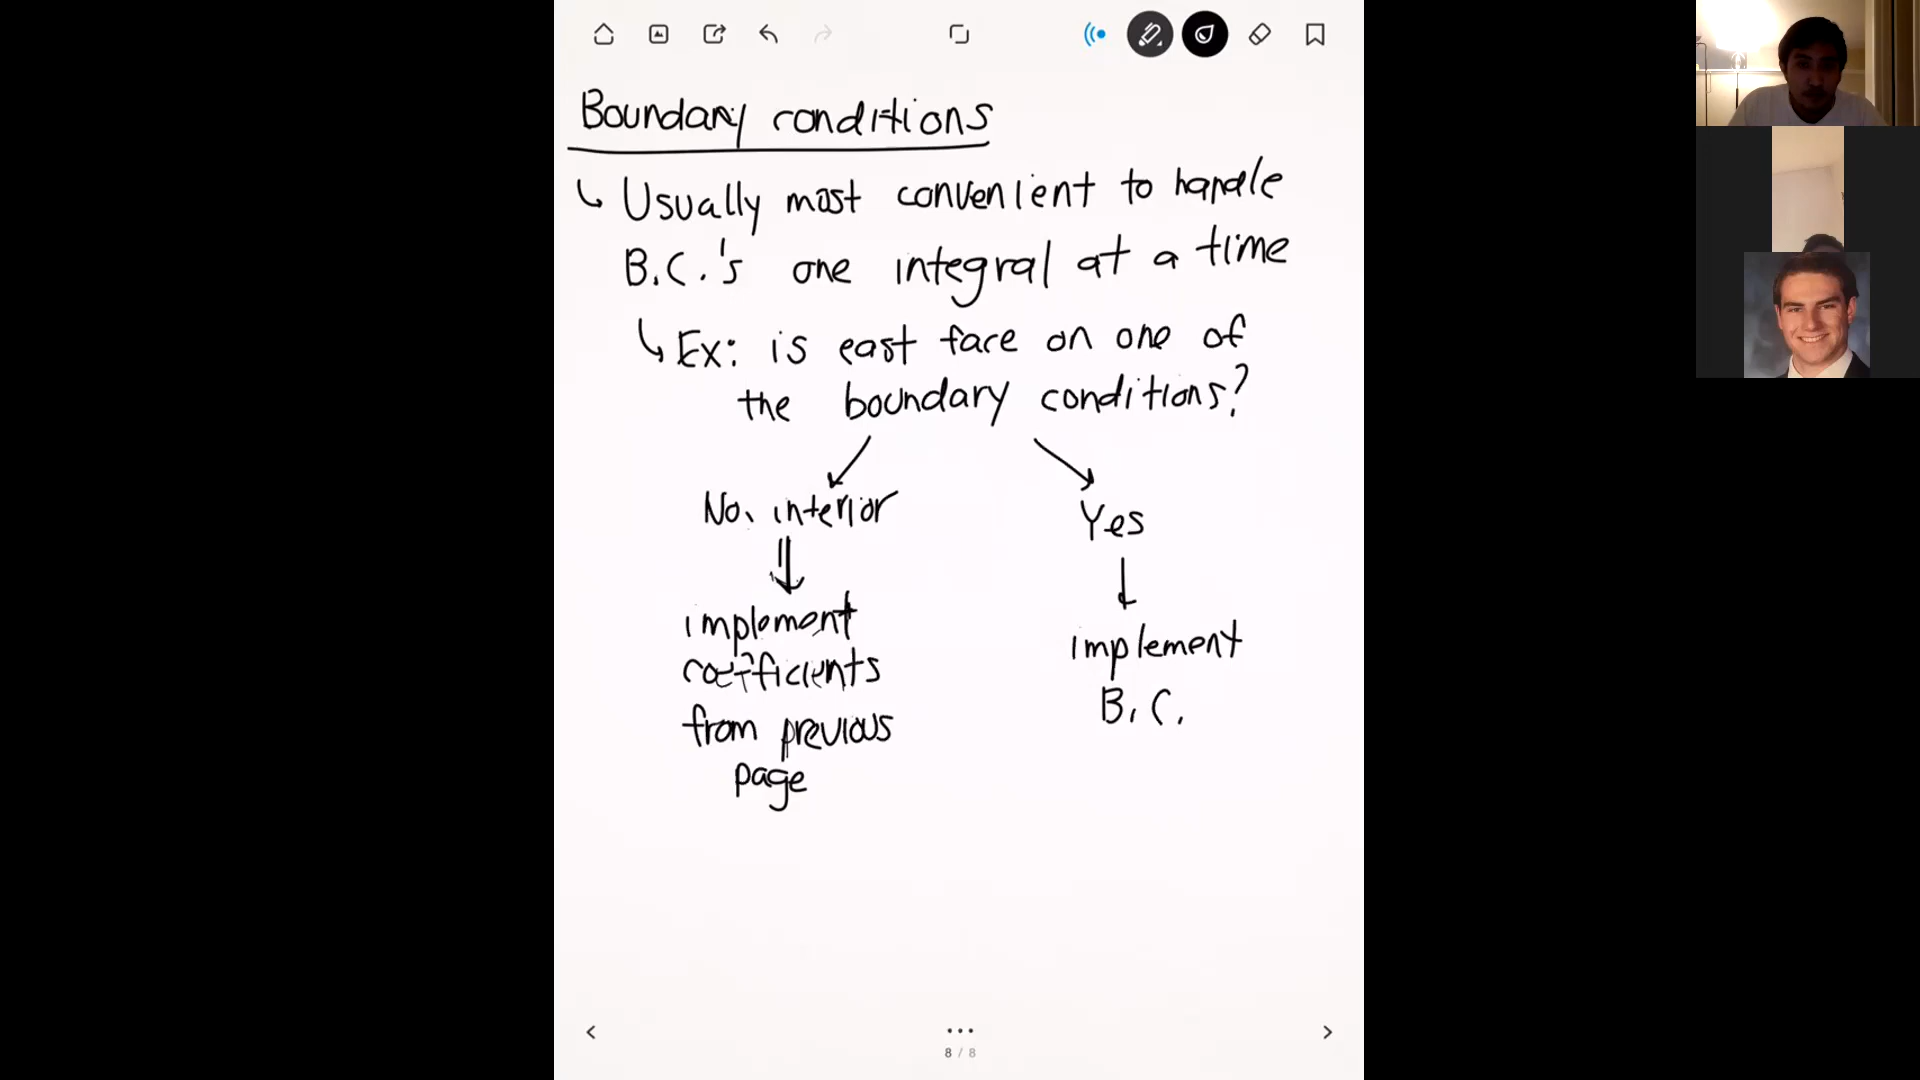 Boundary conditions
Usually most convenient to handle
B.C.'s one integral at a time
Ex: is east face on one of
the boundary conditions?
No, interior
Yes
implement
coefficients
from previous
page
implement
B.C.
8 / 8